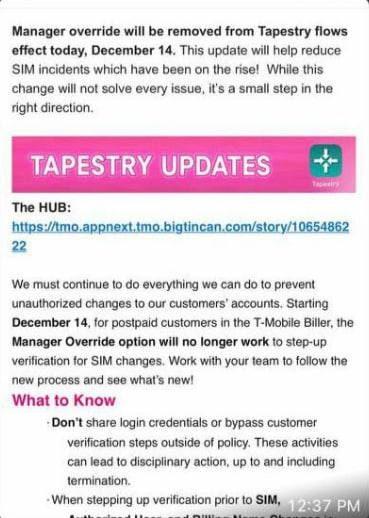 Manager override will be removed from Tapestry flows
effect today, December 14. This update will help reduce
SIM incidents which have been on the rise! While this
change will not solve every issue, it's a small step in the
right direction.
TAPESTRY UPDATES
Tapestry
The HUB:
https://tmo.appnext.tmo.bigtincan.com/story/10654862
22
We must continue to do everything we can do to prevent
unauthorized changes to our customers' accounts. Starting
December 14, for postpaid customers in the T-Mobile Biller, the
Manager Override option will no longer work to step-up
verification for SIM changes. Work with your team to follow the
new process and see what's new!
What to Know
· Don't share login credentials or bypass customer
verification steps outside of policy. These activities
can lead to disciplinary action, up to and including
termination.
· When stepping up verification prior to SIM,
12:37 PM
Authorized User and Billing Name